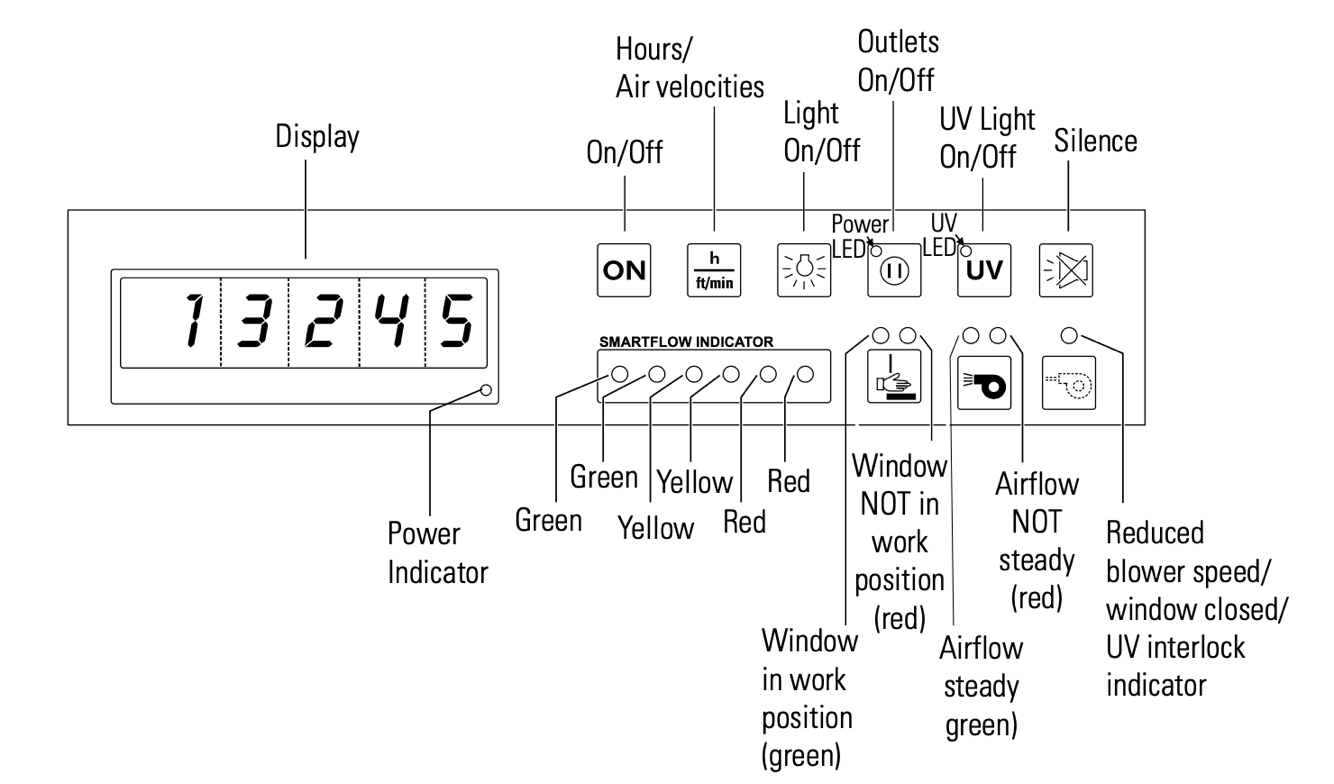 Hours/
Air velocities
Outlets
On/Off
Display
On/Off
Light
On/Off
UV Light
On/Off
Silence
Power
LED
UV
LED
ON
h
ft/min
UV
13245
SMARTFLOW INDICATOR
Green
Green
Yellow
Yellow
Red
Red
Power
Indicator
Window
NOT in
work
position
(red)
Window
in work
position
(green)
Airflow
NOT
steady
(red)
Airflow
steady
green)
Reduced
blower speed/
window closed/
UV interlock
indicator